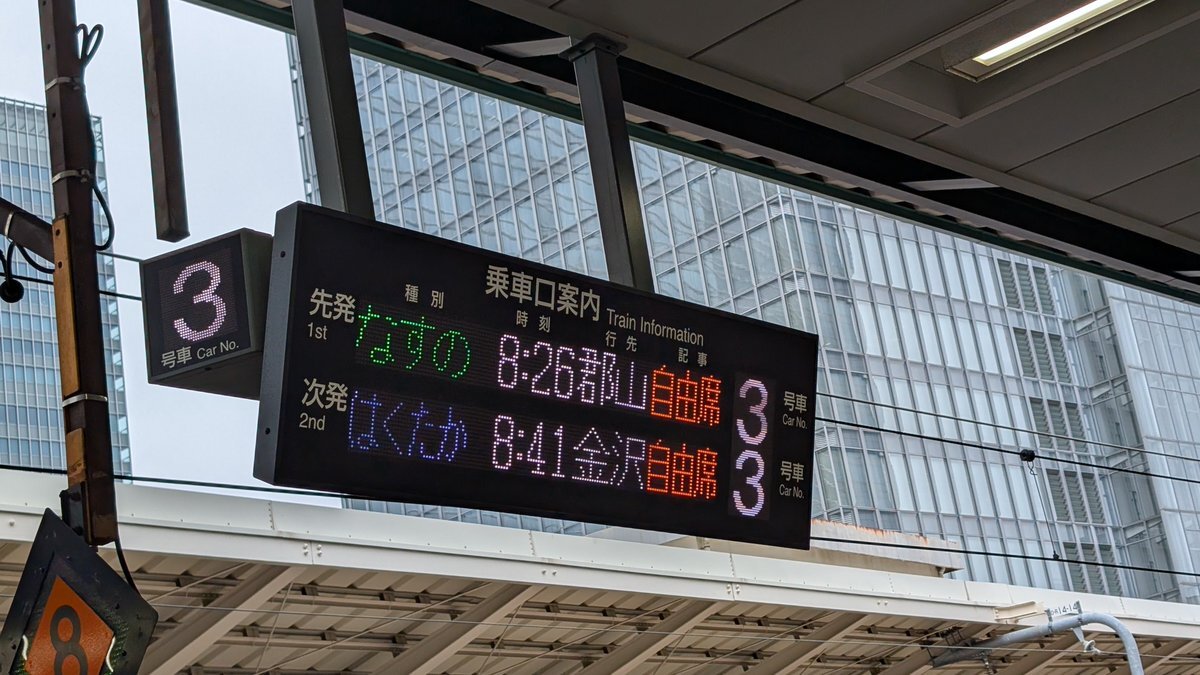 3
号車 Car No.
乗車口案内 Train Information
種別 時刻 行先 記事
先発 なすの 8:26 郡山 自由席 3 号車
1st Car No.
次発 はくたか 8:41 金沢 自由席 3 号車
2nd Car No.
8